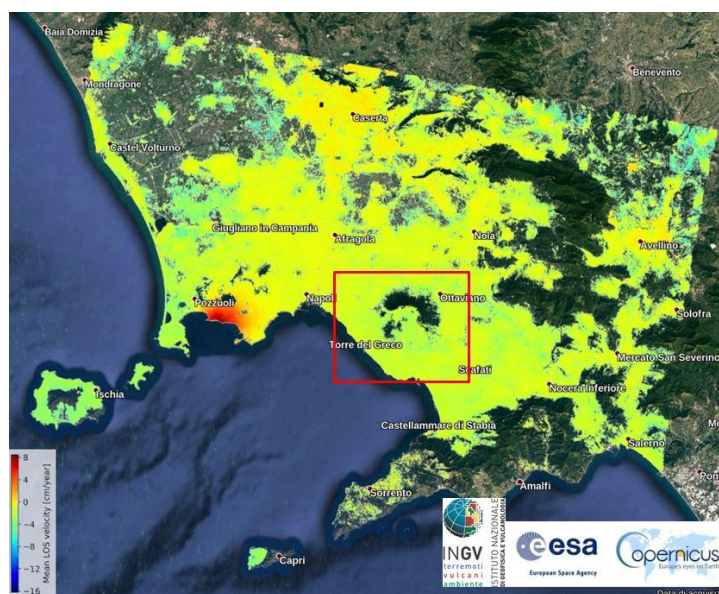 Baia Domizia
Benevento
Mondragone
Caserta
Castel Volturno
Giugliano in Campania
Afragola
Nola
Avellino
Pozzuoli
Napoli
Ottaviano
Solofra
Torre del Greco
Mercato San Severino
Scafati
Ischia
Nocera Inferiore
Castellammare di Stabia
Salerno
Sorrento
Amalfi
Capri
8
4
0
-4
-8
-12
-16
Mean LOS velocity [cm/year]
INGV
terremoti
vulcani
ambiente
ISTITUTO NAZIONALE
DI GEOFISICA E VULCANOLOGIA
esa
European Space Agency
opernicus
Europe's eyes on Earth